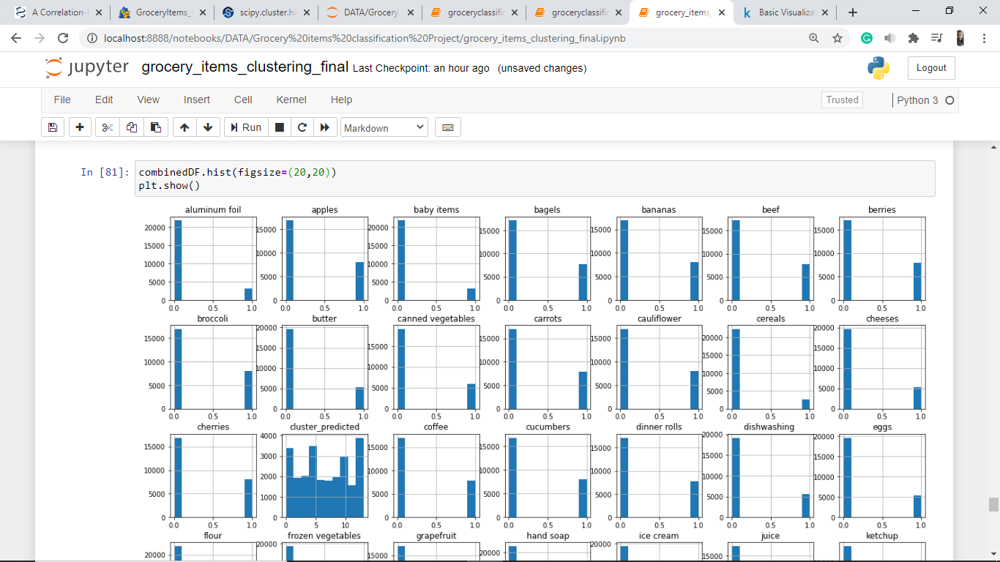 A Correlation-
GroceryItems_
scipy.cluster.hi
DATA/Grocery
groceryclassific
groceryclassific
grocery_items_
Basic Visualiza
localhost:8888/notebooks/DATA/Grocery%20items%20classification%20Project/grocery_items_clustering_final.ipynb
jupyter grocery_items_clustering_final Last Checkpoint: an hour ago (unsaved changes)
Logout
File Edit View Insert Cell Kernel Help
Trusted
Python 3
Run
Markdown
In [81]:
combinedDF.hist(figsize=(20,20))
plt.show()
aluminum foil apples baby items bagels bananas beef berries
20000 15000 10000 5000 0
15000 10000 5000 0
20000 15000 10000 5000 0
15000 10000 5000 0
15000 10000 5000 0
15000 10000 5000 0
15000 10000 5000 0
0.0 0.5 1.0 0.0 0.5 1.0 0.0 0.5 1.0 0.0 0.5 1.0 0.0 0.5 1.0 0.0 0.5 1.0 0.0 0.5 1.0
broccoli butter canned vegetables carrots cauliflower cereals cheeses
15000 10000 5000 0
20000 15000 10000 5000 0
15000 10000 5000 0
15000 10000 5000 0
15000 10000 5000 0
20000 15000 10000 5000 0
20000 15000 10000 5000 0
0.0 0.5 1.0 0.0 0.5 1.0 0.0 0.5 1.0 0.0 0.5 1.0 0.0 0.5 1.0 0.0 0.5 1.0 0.0 0.5 1.0
cherries cluster_predicted coffee cucumbers dinner rolls dishwashing eggs
15000 10000 5000 0
4000 3000 2000 1000 0
15000 10000 5000 0
15000 10000 5000 0
15000 10000 5000 0
20000 15000 10000 5000 0
20000 15000 10000 5000 0
0.0 0.5 1.0 0 5 10 0.0 0.5 1.0 0.0 0.5 1.0 0.0 0.5 1.0 0.0 0.5 1.0 0.0 0.5 1.0
flour frozen vegetables grapefruit hand soap ice cream juice ketchup
20000
20000
15000
20000
20000
15000
15000